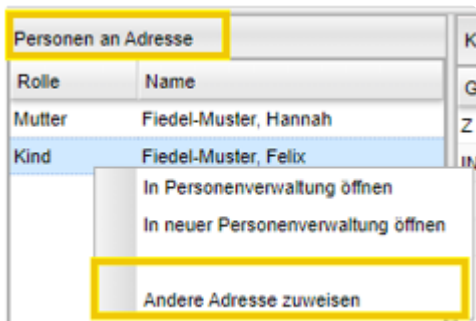 Personen an Adresse
K
Rolle Name
G
Mutter Fiedel-Muster, Hannah
Z
Kind Fiedel-Muster, Felix
IN
In Personenverwaltung öffnen
In neuer Personenverwaltung öffnen
Andere Adresse zuweisen